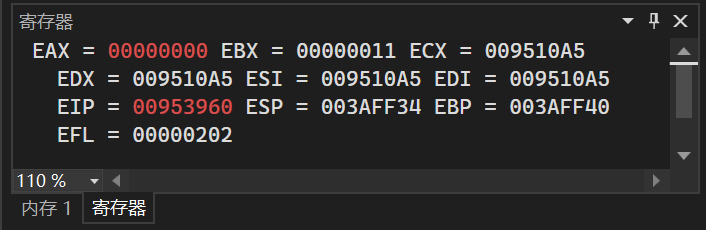 寄存器
EAX = 00000000 EBX = 00000011 ECX = 009510A5
EDX = 009510A5 ESI = 009510A5 EDI = 009510A5
EIP = 00953960 ESP = 003AFF34 EBP = 003AFF40
EFL = 00000202
110 %
内存 1 寄存器